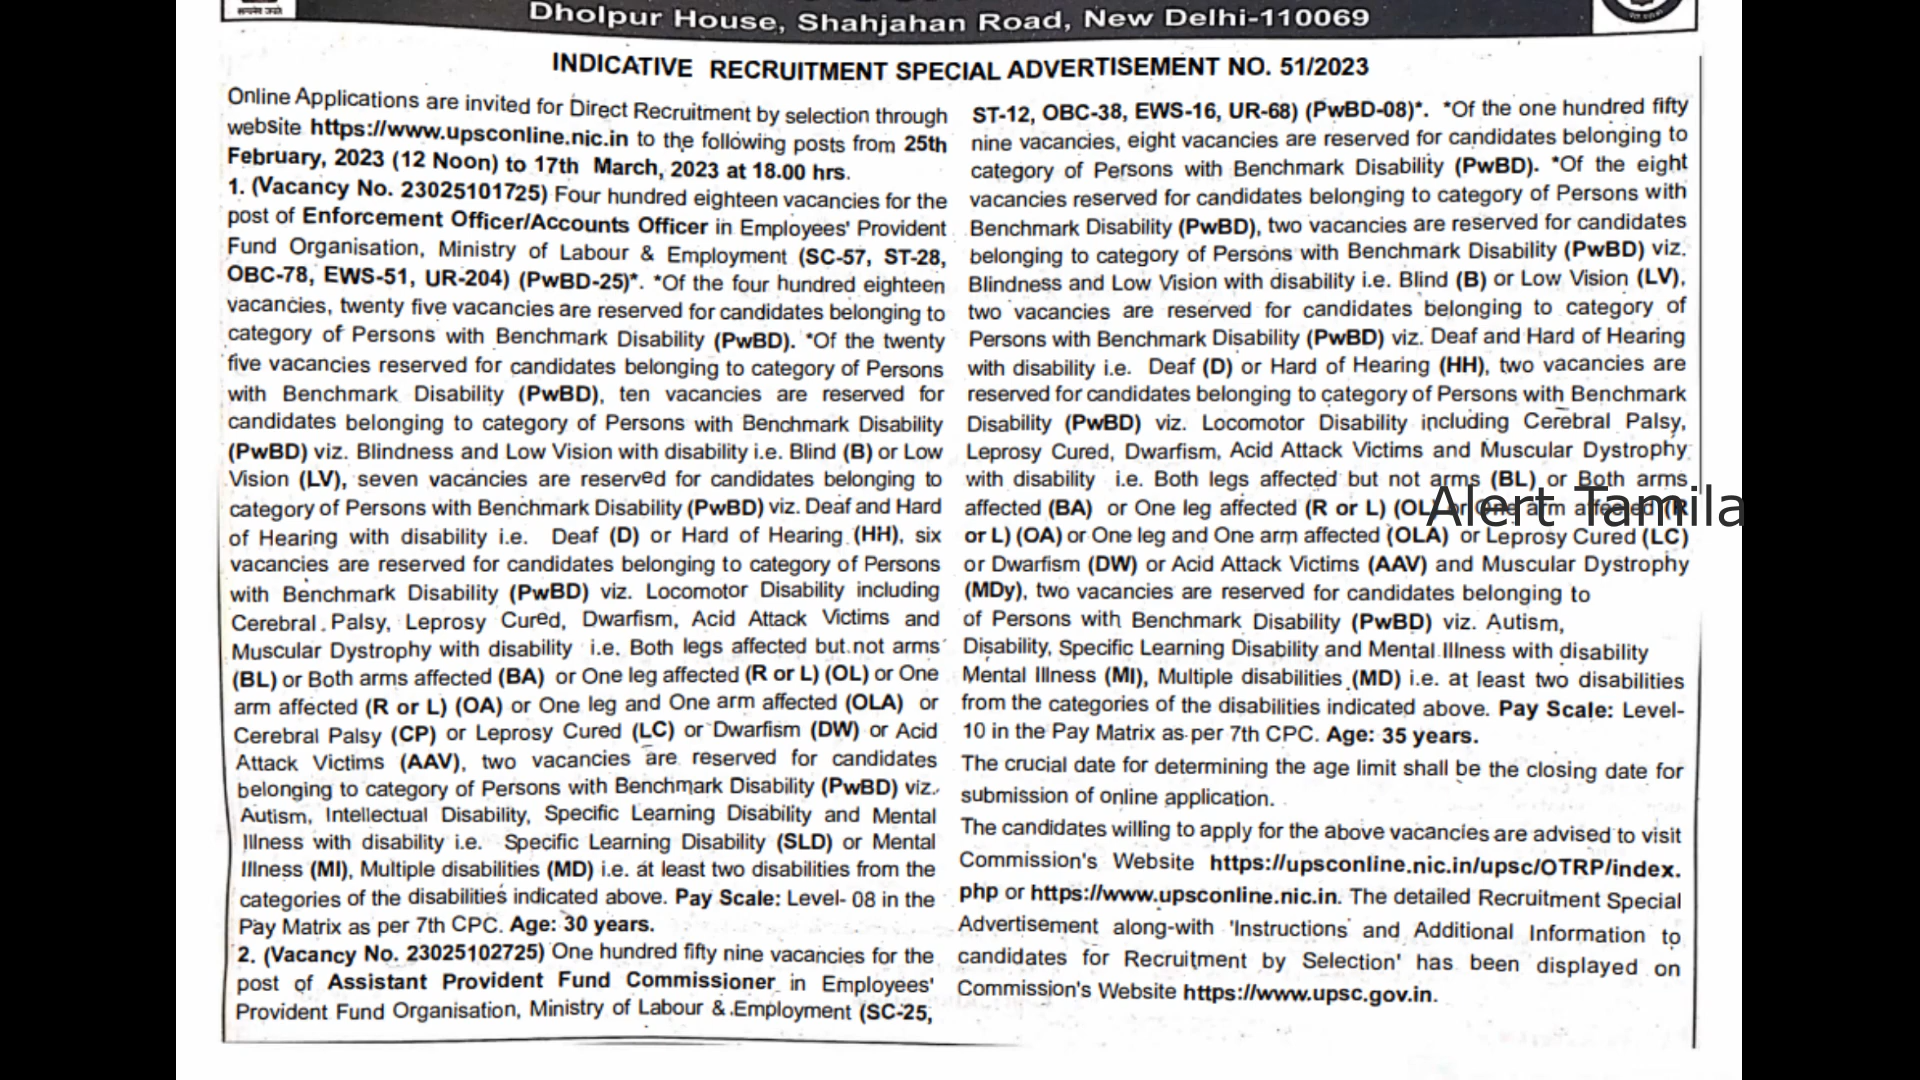 सत्यमेव जयते
Dholpur House, Shahjahan Road, New Delhi-110069
INDICATIVE RECRUITMENT SPECIAL ADVERTISEMENT NO. 51/2023
Online Applications are invited for Direct Recruitment by selection through
website https://www.upsconline.nic.in to the following posts from 25th
February, 2023 (12 Noon) to 17th March, 2023 at 18.00 hrs.
1. (Vacancy No. 23025101725) Four hundred eighteen vacancies for the
post of Enforcement Officer/Accounts Officer in Employees' Provident
Fund Organisation, Ministry of Labour & Employment (SC-57, ST-28,
OBC-78, EWS-51, UR-204) (PwBD-25)*. *Of the four hundred eighteen
vacancies, twenty five vacancies are reserved for candidates belonging to
category of Persons with Benchmark Disability (PwBD). *Of the twenty
five vacancies reserved for candidates belonging to category of Persons
with Benchmark Disability (PwBD), ten vacancies are reserved for
candidates belonging to category of Persons with Benchmark Disability
(PwBD) viz. Blindness and Low Vision with disability i.e. Blind (B) or Low
Vision (LV), seven vacancies are reserved for candidates belonging to
category of Persons with Benchmark Disability (PwBD) viz. Deaf and Hard
of Hearing with disability i.e. Deaf (D) or Hard of Hearing (HH), six
vacancies are reserved for candidates belonging to category of Persons
with Benchmark Disability (PwBD) viz. Locomotor Disability including
Cerebral Palsy, Leprosy Cured, Dwarfism, Acid Attack Victims and
Muscular Dystrophy with disability i.e. Both legs affected but not arms
(BL) or Both arms affected (BA) or One leg affected (R or L) (OL) or One
arm affected (R or L) (OA) or One leg and One arm affected (OLA) or
Cerebral Palsy (CP) or Leprosy Cured (LC) or Dwarfism (DW) or Acid
Attack Victims (AAV), two vacancies are reserved for candidates
belonging to category of Persons with Benchmark Disability (PwBD) viz.
Autism, Intellectual Disability, Specific Learning Disability and Mental
Illness with disability i.e. Specific Learning Disability (SLD) or Mental
Illness (MI), Multiple disabilities (MD) i.e. at least two disabilities from the
categories of the disabilities indicated above. Pay Scale: Level- 08 in the
Pay Matrix as per 7th CPC. Age: 30 years.
2. (Vacancy No. 23025102725) One hundred fifty nine vacancies for the
post of Assistant Provident Fund Commissioner in Employees'
Provident Fund Organisation, Ministry of Labour & Employment (SC-25,
ST-12, OBC-38, EWS-16, UR-68) (PwBD-08)*. *Of the one hundred fifty
nine vacancies, eight vacancies are reserved for candidates belonging to
category of Persons with Benchmark Disability (PwBD). *Of the eight
vacancies reserved for candidates belonging to category of Persons with
Benchmark Disability (PwBD), two vacancies are reserved for candidates
belonging to category of Persons with Benchmark Disability (PwBD) viz.
Blindness and Low Vision with disability i.e. Blind (B) or Low Vision (LV),
two vacancies are reserved for candidates belonging to category of
Persons with Benchmark Disability (PwBD) viz. Deaf and Hard of Hearing
with disability i.e. Deaf (D) or Hard of Hearing (HH), two vacancies are
reserved for candidates belonging to category of Persons with Benchmark
Disability (PwBD) viz. Locomotor Disability including Cerebral Palsy,
Leprosy Cured, Dwarfism, Acid Attack Victims and Muscular Dystrophy
with disability i.e. Both legs affected but not arms (BL) or Both arms
affected (BA) or One leg affected (R or L) (OL) or One arm affected (R
Alert Tamila
or L) (OA) or One leg and One arm affected (OLA) or Leprosy Cured (LC)
or Dwarfism (DW) or Acid Attack Victims (AAV) and Muscular Dystrophy
(MDy), two vacancies are reserved for candidates belonging to
of Persons with Benchmark Disability (PwBD) viz. Autism,
Disability, Specific Learning Disability and Mental Illness with disability
Mental Illness (MI), Multiple disabilities (MD) i.e. at least two disabilities
from the categories of the disabilities indicated above. Pay Scale: Level-
10 in the Pay Matrix as per 7th CPC. Age: 35 years.
The crucial date for determining the age limit shall be the closing date for
submission of online application.
The candidates willing to apply for the above vacancies are advised to visit
Commission's Website https://upsconline.nic.in/upsc/OTRP/index.
php or https://www.upsconline.nic.in. The detailed Recruitment Special
Advertisement along-with 'Instructions and Additional Information to
candidates for Recruitment by Selection' has been displayed on
Commission's Website https://www.upsc.gov.in.